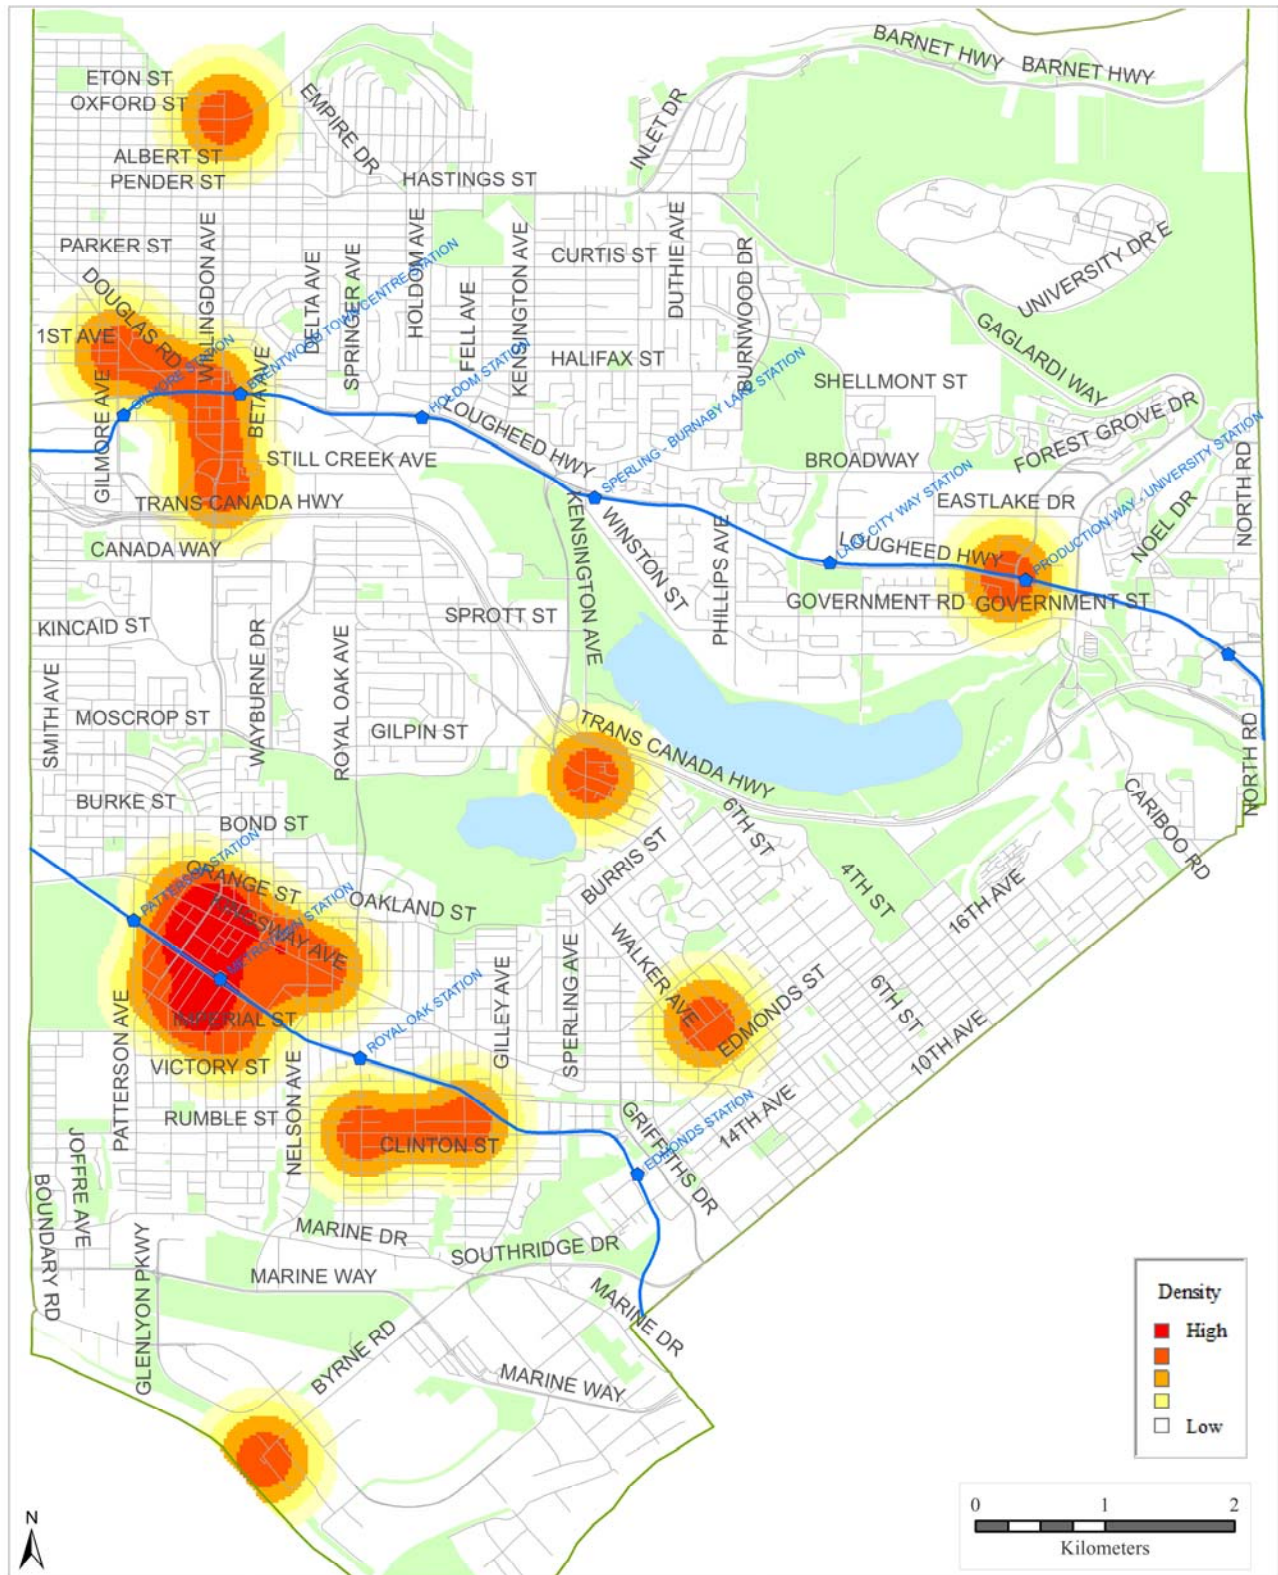 BARNET HWY
BARNET HWY
ETON ST
OXFORD ST
EMPIRE DR
INLET DR
ALBERT ST
PENDER ST
HASTINGS ST
PARKER ST
WILLINGDON AVE
DELTA AVE
SPRINGER AVE
HOLDOM AVE
FELL AVE
KENSINGTON AVE
CURTIS ST
DUTHIE AVE
BURNWOOD DR
UNIVERSITY DR E
GAGLARDI WAY
DOUGLAS RD
1ST AVE
GILMORE AVE
GILMORE STATION
BETA AVE
BRENTWOOD TOWN CENTRE STATION
HOLDOM STATION
HALIFAX ST
SPERLING - BURNABY LAKE STATION
SHELLMONT ST
FOREST GROVE DR
LOUGHEED HWY
STILL CREEK AVE
BROADWAY
LAKE CITY WAY STATION
EASTLAKE DR
PRODUCTION WAY - UNIVERSITY STATION
NORTH RD
NOEL DR
TRANS CANADA HWY
CANADA WAY
KENSINGTON AVE
WINSTON ST
PHILLIPS AVE
LOUGHEED HWY
GOVERNMENT RD
GOVERNMENT ST
KINCAID ST
SPROTT ST
SMITH AVE
WAYBURNE DR
ROYAL OAK AVE
MOSCROP ST
GILPIN ST
TRANS CANADA HWY
NORTH RD
BURKE ST
BOND ST
6TH ST
CARIBOO RD
BURRIS ST
4TH ST
16TH AVE
PATTERSON STATION
GRANGE ST
KINGSWAY AVE
METROTOWN STATION
OAKLAND ST
WALKER AVE
EDMONDS ST
6TH ST
10TH AVE
PATTERSON AVE
IMPERIAL ST
VICTORY ST
ROYAL OAK STATION
GILLEY AVE
SPERLING AVE
RUMBLE ST
NELSON AVE
CLINTON ST
GRIFFITHS DR
EDMONDS STATION
14TH AVE
JOFFRE AVE
BOUNDARY RD
GLENLYON PKWY
MARINE DR
SOUTHRIDGE DR
MARINE WAY
MARINE DR
BYRNE RD
MARINE WAY
Density
High
Low
0 1 2
Kilometers
N